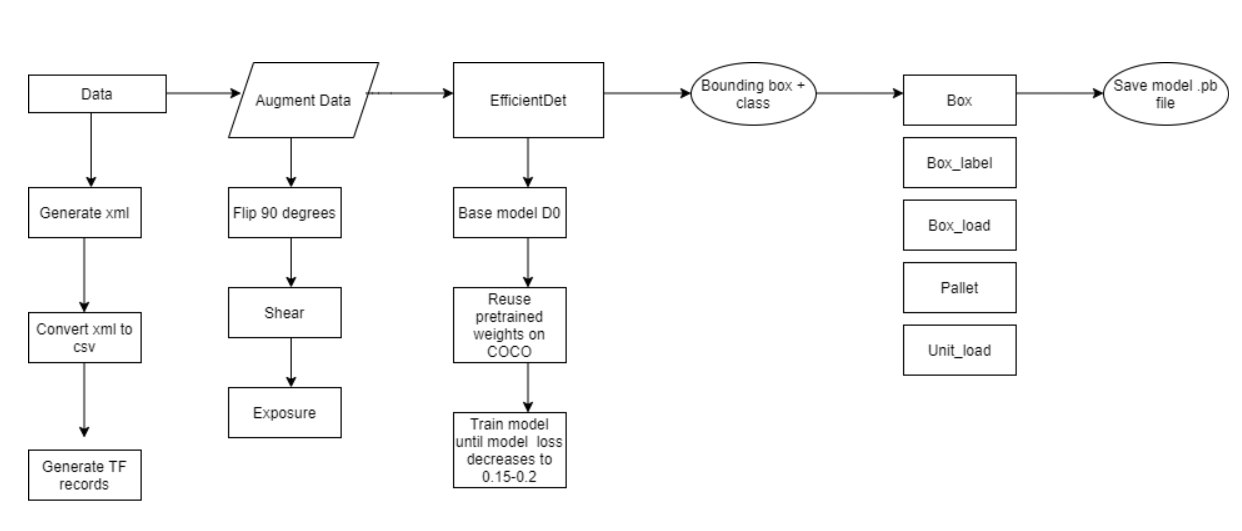 Data
Generate xml
Convert xml to
csv
Generate TF
records
Augment Data
Flip 90 degrees
Shear
Exposure
EfficientDet
Base model D0
Reuse
pretrained
weights on
COCO
Train model
until model loss
decreases to
0.15-0.2
Bounding box +
class
Box
Box_label
Box_load
Pallet
Unit_load
Save model .pb
file